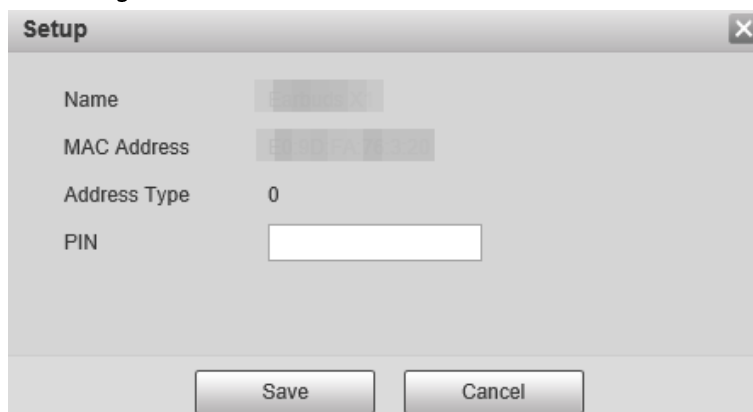 Setup
Name
MAC Address
Address Type 0
PIN
Save Cancel